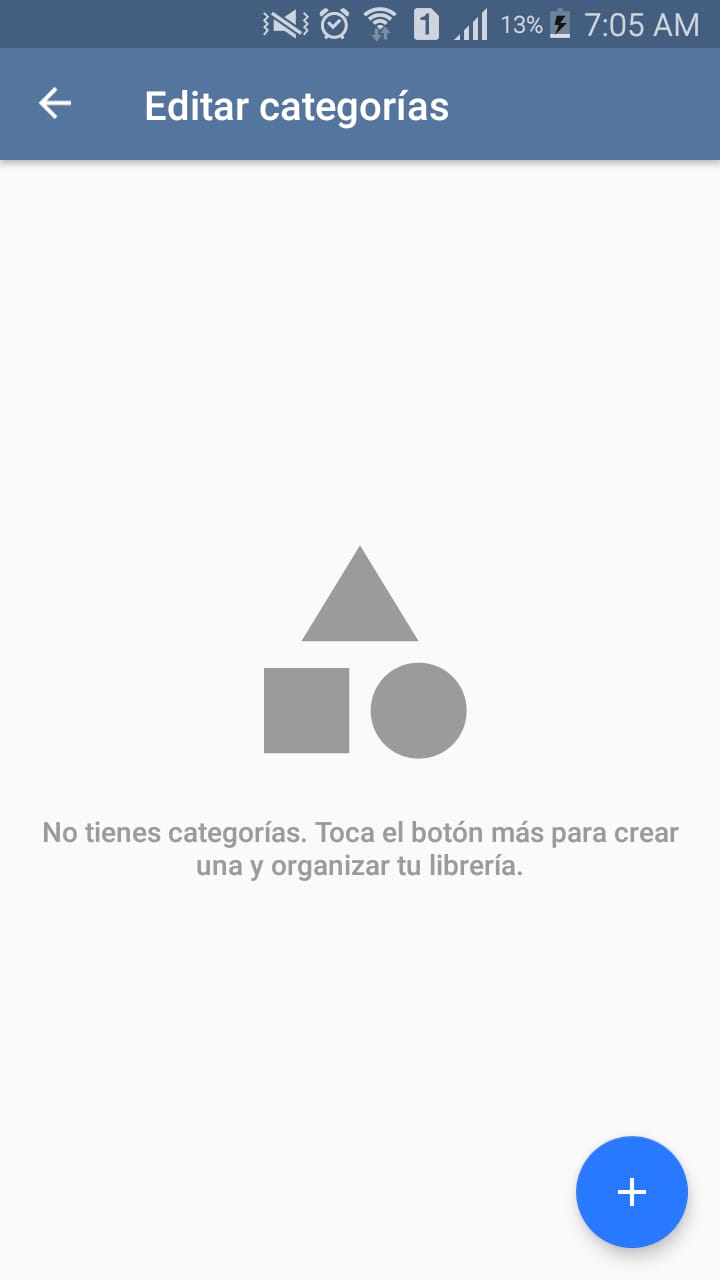 1 13% 7:05 AM
Editar categorías
No tienes categorías. Toca el botón más para crear
una y organizar tu librería.
+